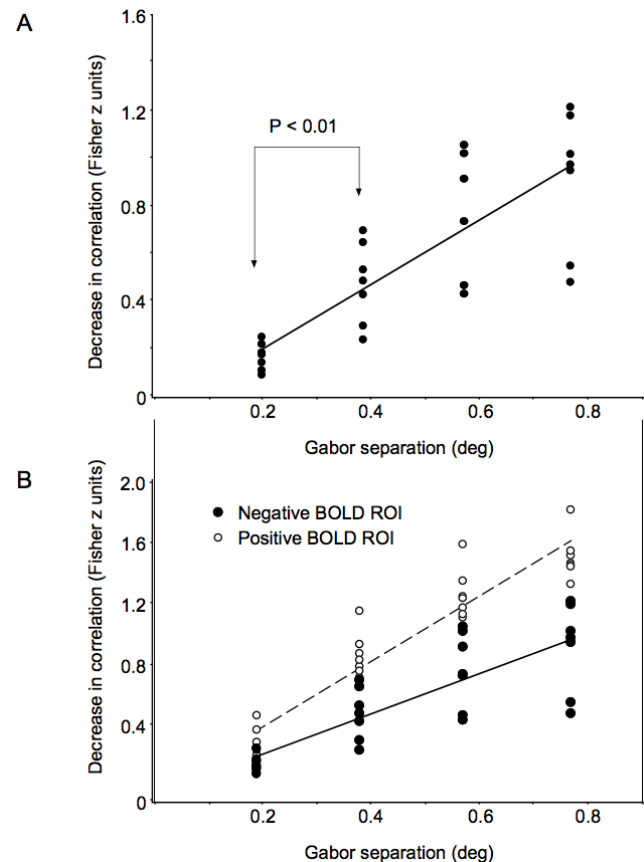 A
Decrease in correlation (Fisher z units)
1.6
1.2
0.8
0.4
0
P < 0.01
0.2 0.4 0.6 0.8
Gabor separation (deg)
B
Decrease in correlation (Fisher z units)
2.0
1.6
1.2
0.8
0.4
0
Negative BOLD ROI
Positive BOLD ROI
0.2 0.4 0.6 0.8
Gabor separation (deg)